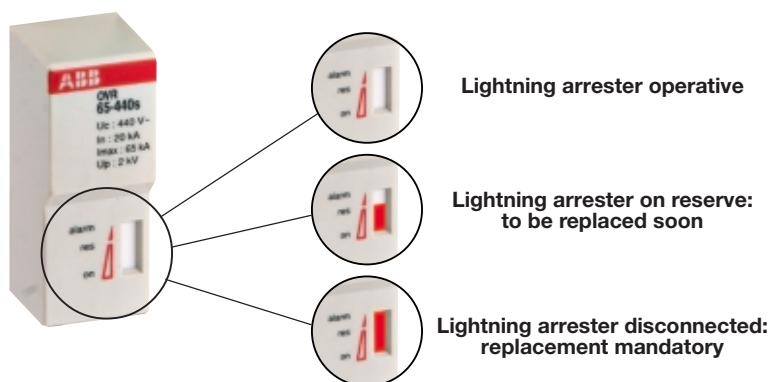 ABB
OVR
65-440s
Uc : 440 V~
In : 20 kA
Imax : 65 kA
Up : 2 kV
alarm
res
on
alarm
res
on
Lightning arrester operative
alarm
res
on
Lightning arrester on reserve:
to be replaced soon
alarm
res
on
Lightning arrester disconnected:
replacement mandatory